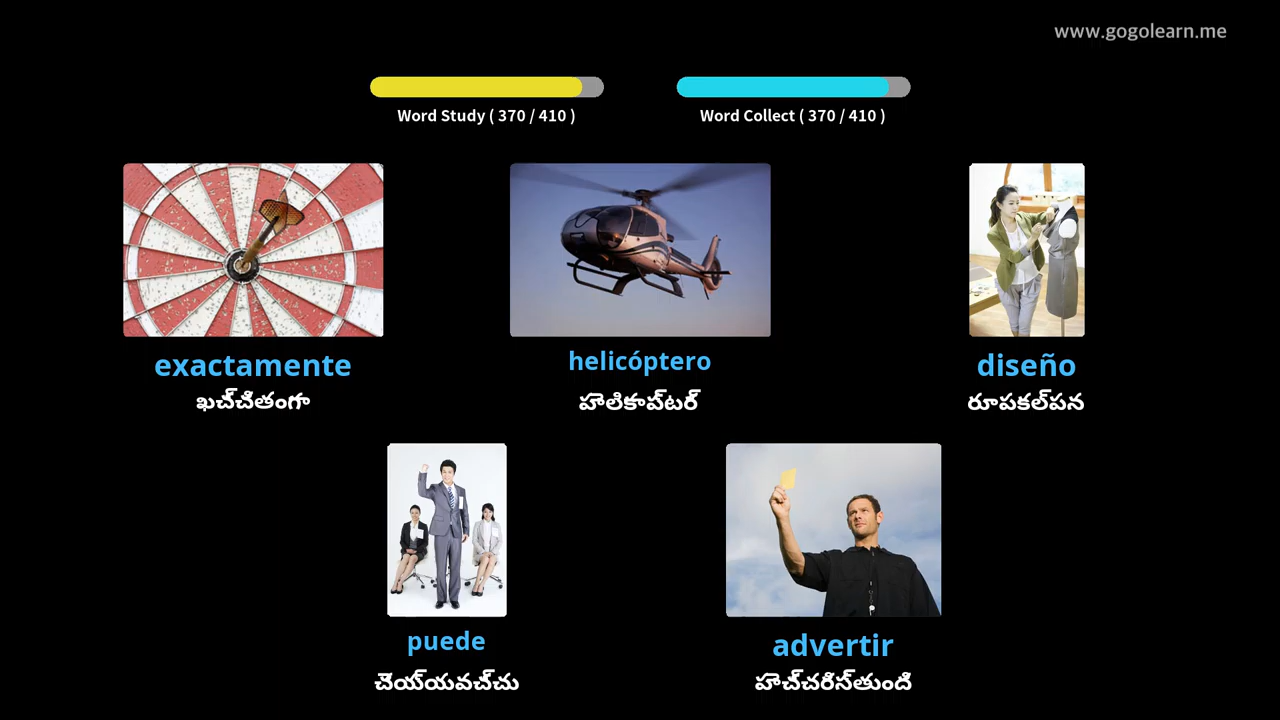 www.gogolearn.me
Word Study ( 370 / 410 )
Word Collect ( 370 / 410 )
exactamente
ఖచ్‌చితంగా
helicóptero
హెలికాప్‌టర్
diseño
రూపకల్‌పన
puede
చెయ్‌యవచ్‌చు
advertir
హెచ్‌చరిస్‌తుంది